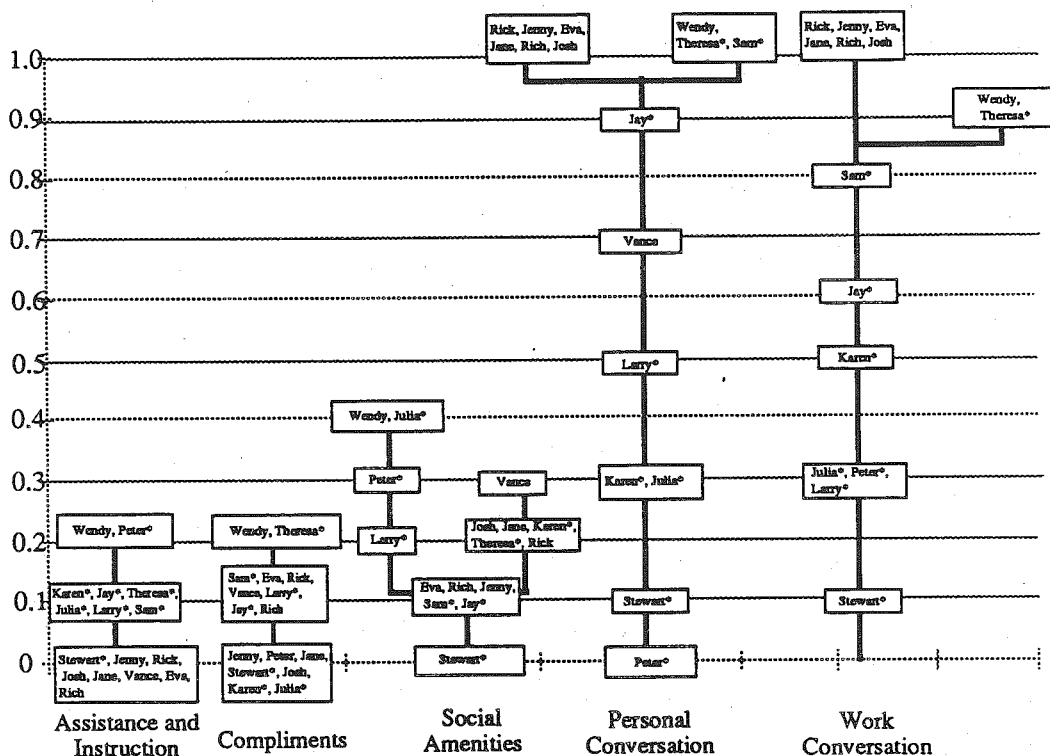 Rick, Jenny, Eva,
Jane, Rich, Josh
Wendy,
Theresa*, Sam*
Rick, Jenny, Eva,
Jane, Rich, Josh
1.0
Wendy,
Theresa*
0.9
Jay*
0.8
Sam*
0.7
Vance
0.6
Jay*
0.5
Larry*
Karen*
0.4
Wendy, Julia*
0.3
Peter*
Vance
Karen*, Julia*
Julia*, Peter*,
Larry*
0.2
Wendy, Peter*
Wendy, Theresa*
Larry*
Josh, Jane, Karen*,
Theresa*, Rick
0.1
Karen*, Jay*, Theresa*,
Julia*, Larry*, Sam*
Sam*, Eva, Rick,
Vance, Larry*,
Jay*, Rich
Eva, Rich, Jenny,
Sam*, Jay*
Stewart*
Stewart*
0
Stewart*, Jenny, Rick,
Josh, Jane, Vance, Eva,
Rich
Jenny, Peter, Jane,
Stewart*, Josh,
Karen*, Julia*
Stewart*
Peter*
Assistance and
Instruction
Compliments
Social
Amenities
Personal
Conversation
Work
Conversation